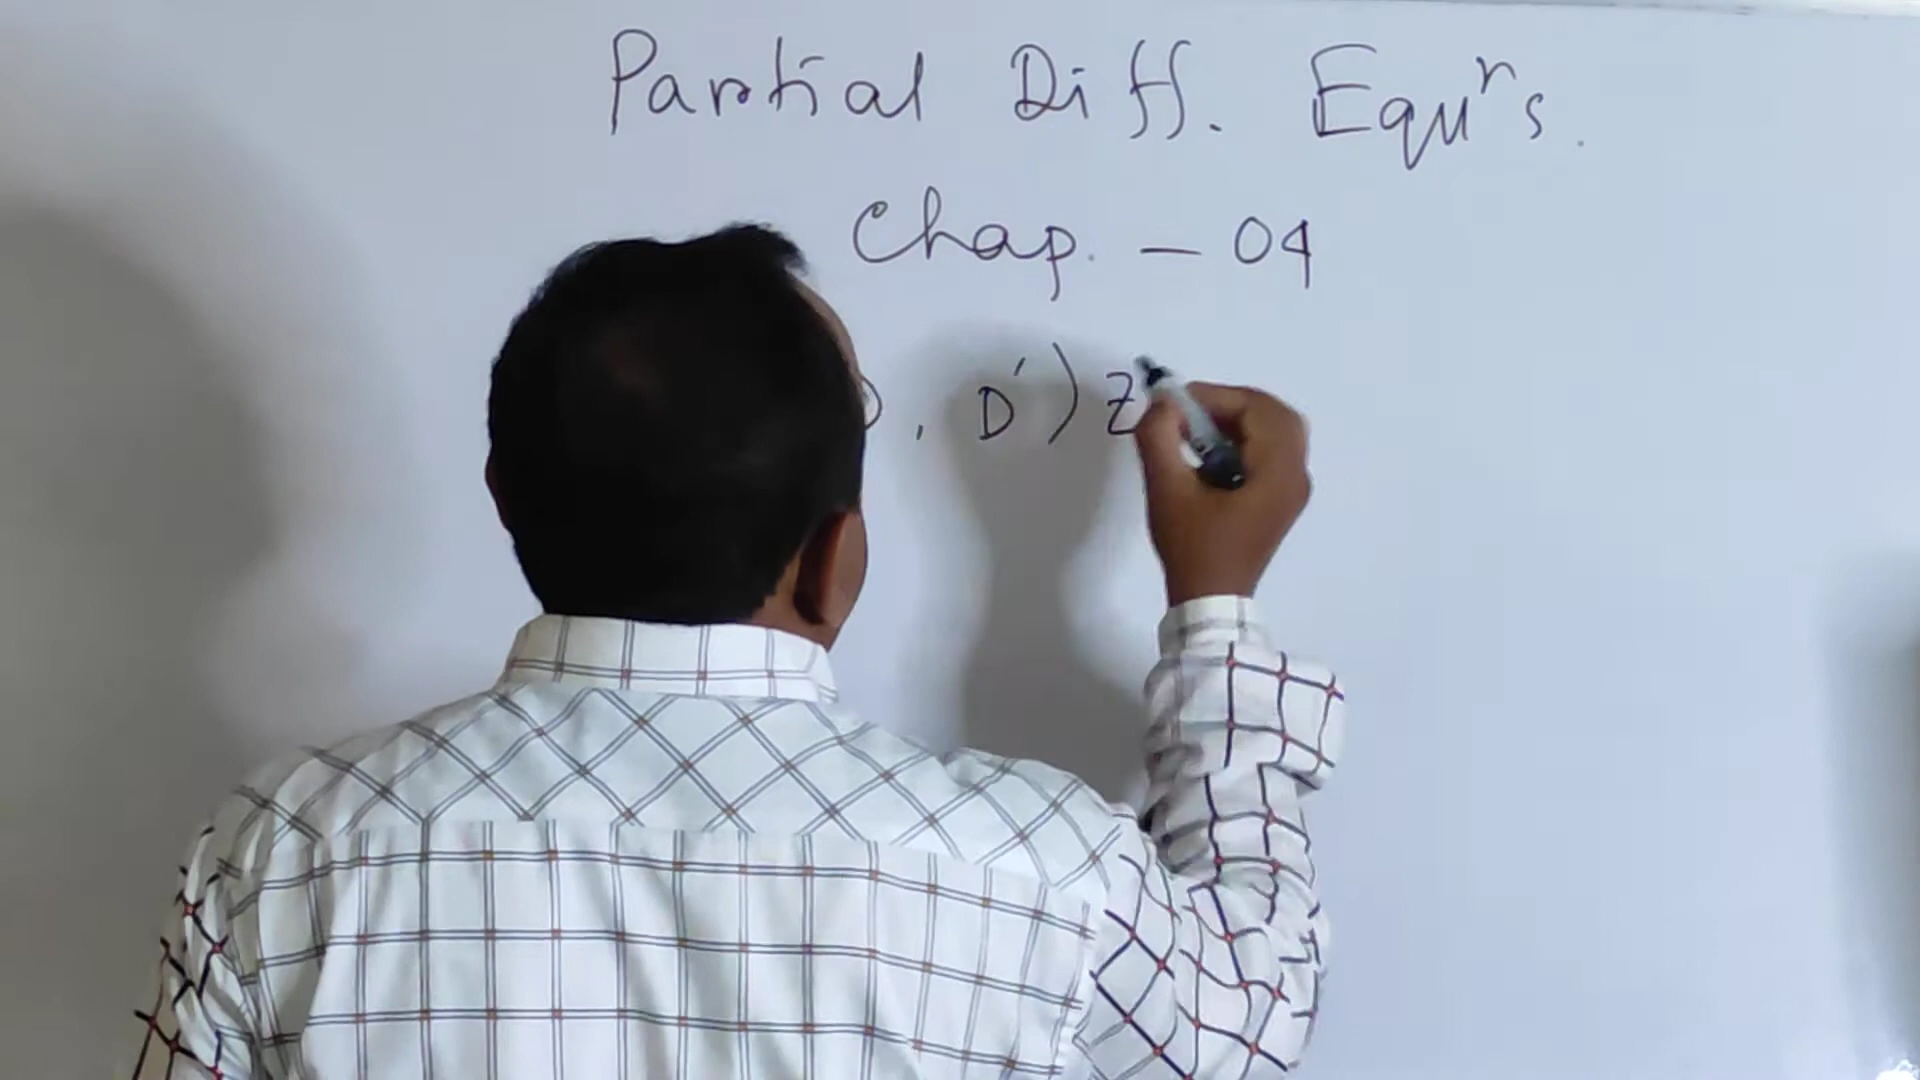 Partial Diff. Equⁿs.
Chap. - 04
D, D′) Z